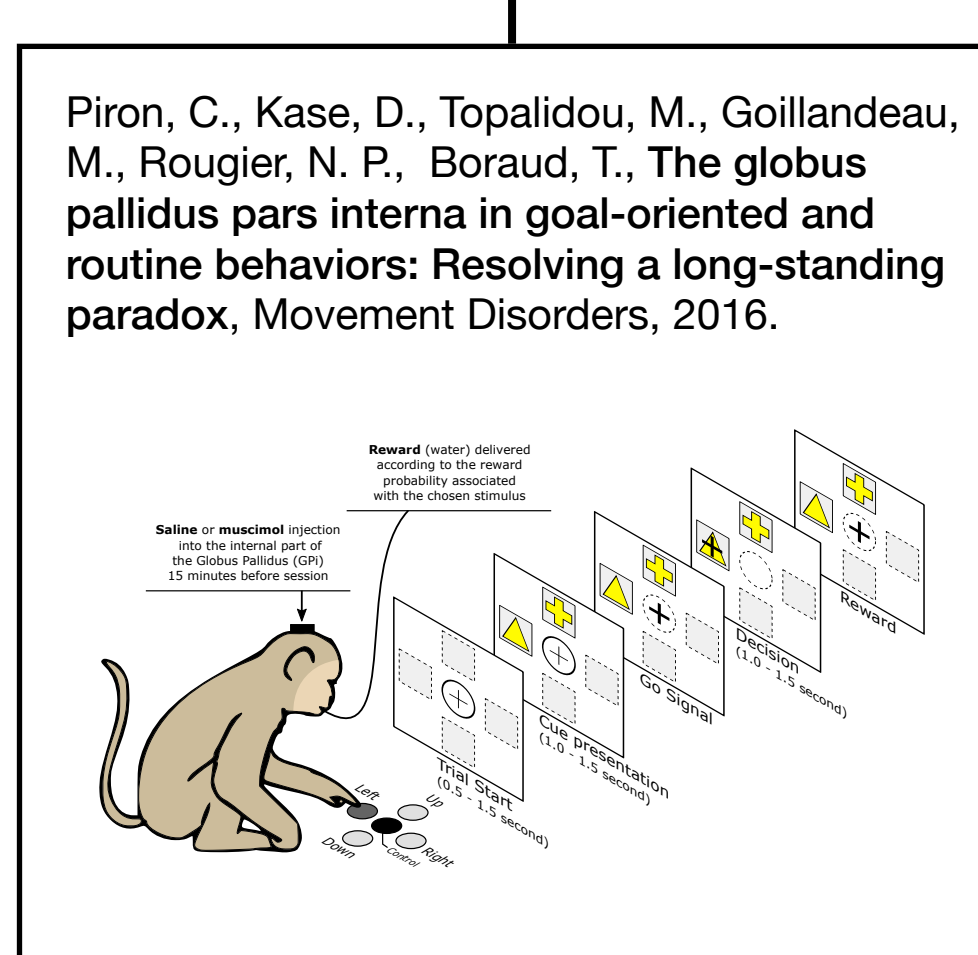 Piron, C., Kase, D., Topalidou, M., Goillandeau,
M., Rougier, N. P.,  Boraud, T., The globus
pallidus pars interna in goal-oriented and
routine behaviors: Resolving a long-standing
paradox, Movement Disorders, 2016.
Reward (water) delivered
according to the reward
probability associated
with the chosen stimulus
Saline or muscimol injection
into the internal part of
the Globus Pallidus (GPi)
15 minutes before session
Trial Start
(0.5 - 1.5 second)
Cue presentation
(1.0 - 1.5 second)
Go Signal
Decision
(1.0 - 1.5 second)
Reward
Left
Up
Down
Control
Right